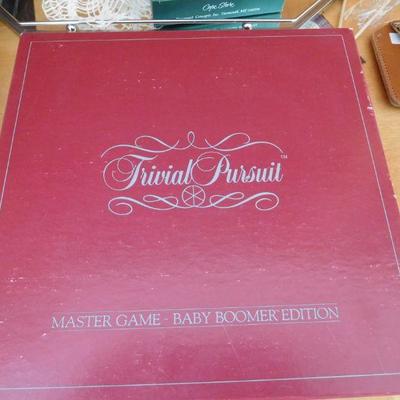 Trivial Pursuit™
MASTER GAME - BABY BOOMER EDITION